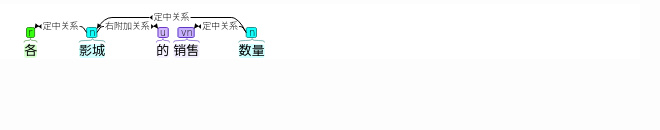 定中关系
定中关系 右附加关系 定中关系
r n u vn n
各 影城 的 销售 数量